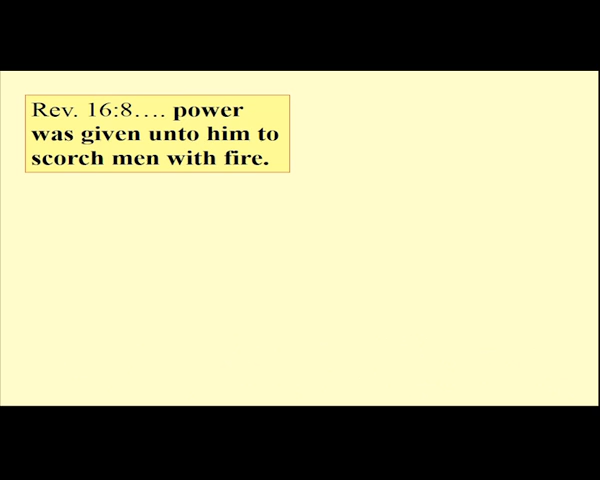 Rev. 16:8…. power
was given unto him to
scorch men with fire.